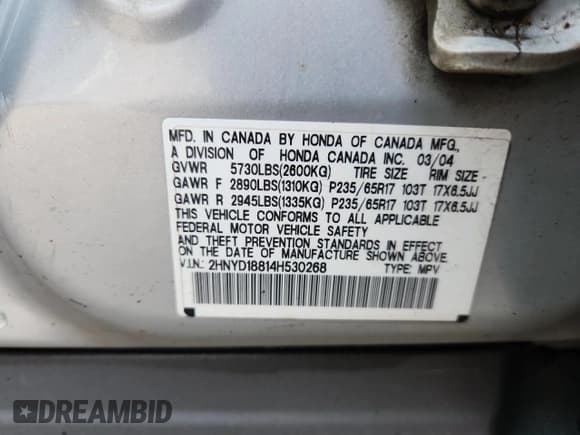 MFD. IN CANADA BY HONDA OF CANADA MFG.,
A DIVISION OF HONDA CANADA INC. 03/04
GVWR 5730LBS(2600KG) TIRE SIZE RIM SIZE
GAWR F 2890LBS(1310KG) P235/65R17 103T 17X6.5JJ
GAWR R 2945LBS(1335KG) P235/65R17 103T 17X6.5JJ
THIS VEHICLE CONFORMS TO ALL APPLICABLE
FEDERAL MOTOR VEHICLE SAFETY
AND THEFT PREVENTION STANDARDS IN EFFECT
ON THE DATE OF MANUFACTURE SHOWN ABOVE.
V.I.N.: 2HNYD18814H530268 TYPE: MPV
DREAMBID